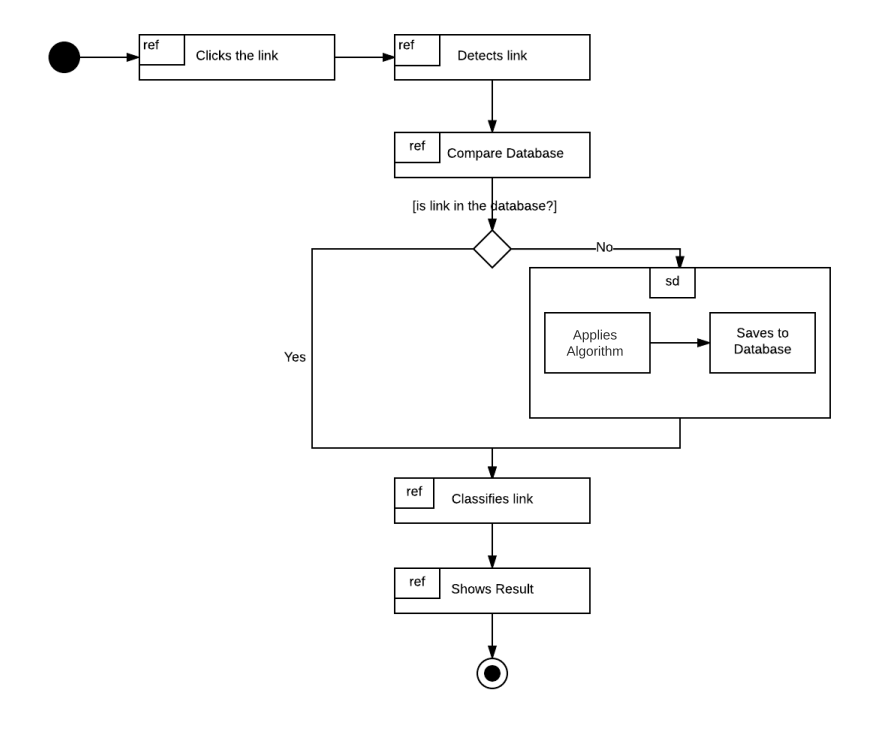 ref
Clicks the link
ref
Detects link
ref
Compare Database
[is link in the database?]
No
sd
Applies
Algorithm
Saves to
Database
Yes
ref
Classifies link
ref
Shows Result